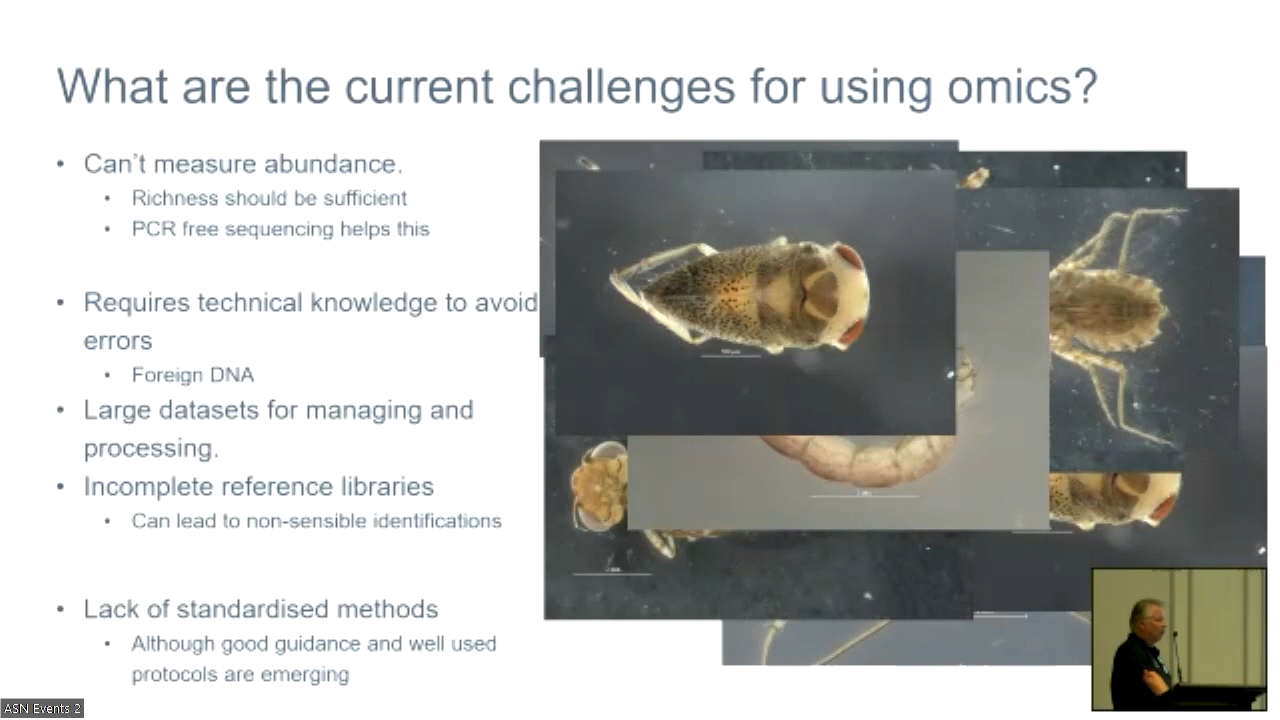 What are the current challenges for using omics?
• Can't measure abundance.
• Richness should be sufficient
• PCR free sequencing helps this
• Requires technical knowledge to avoid
errors
• Foreign DNA
• Large datasets for managing and
processing.
• Incomplete reference libraries
• Can lead to non-sensible identifications
• Lack of standardised methods
• Although good guidance and well used
protocols are emerging
ASN Events 2